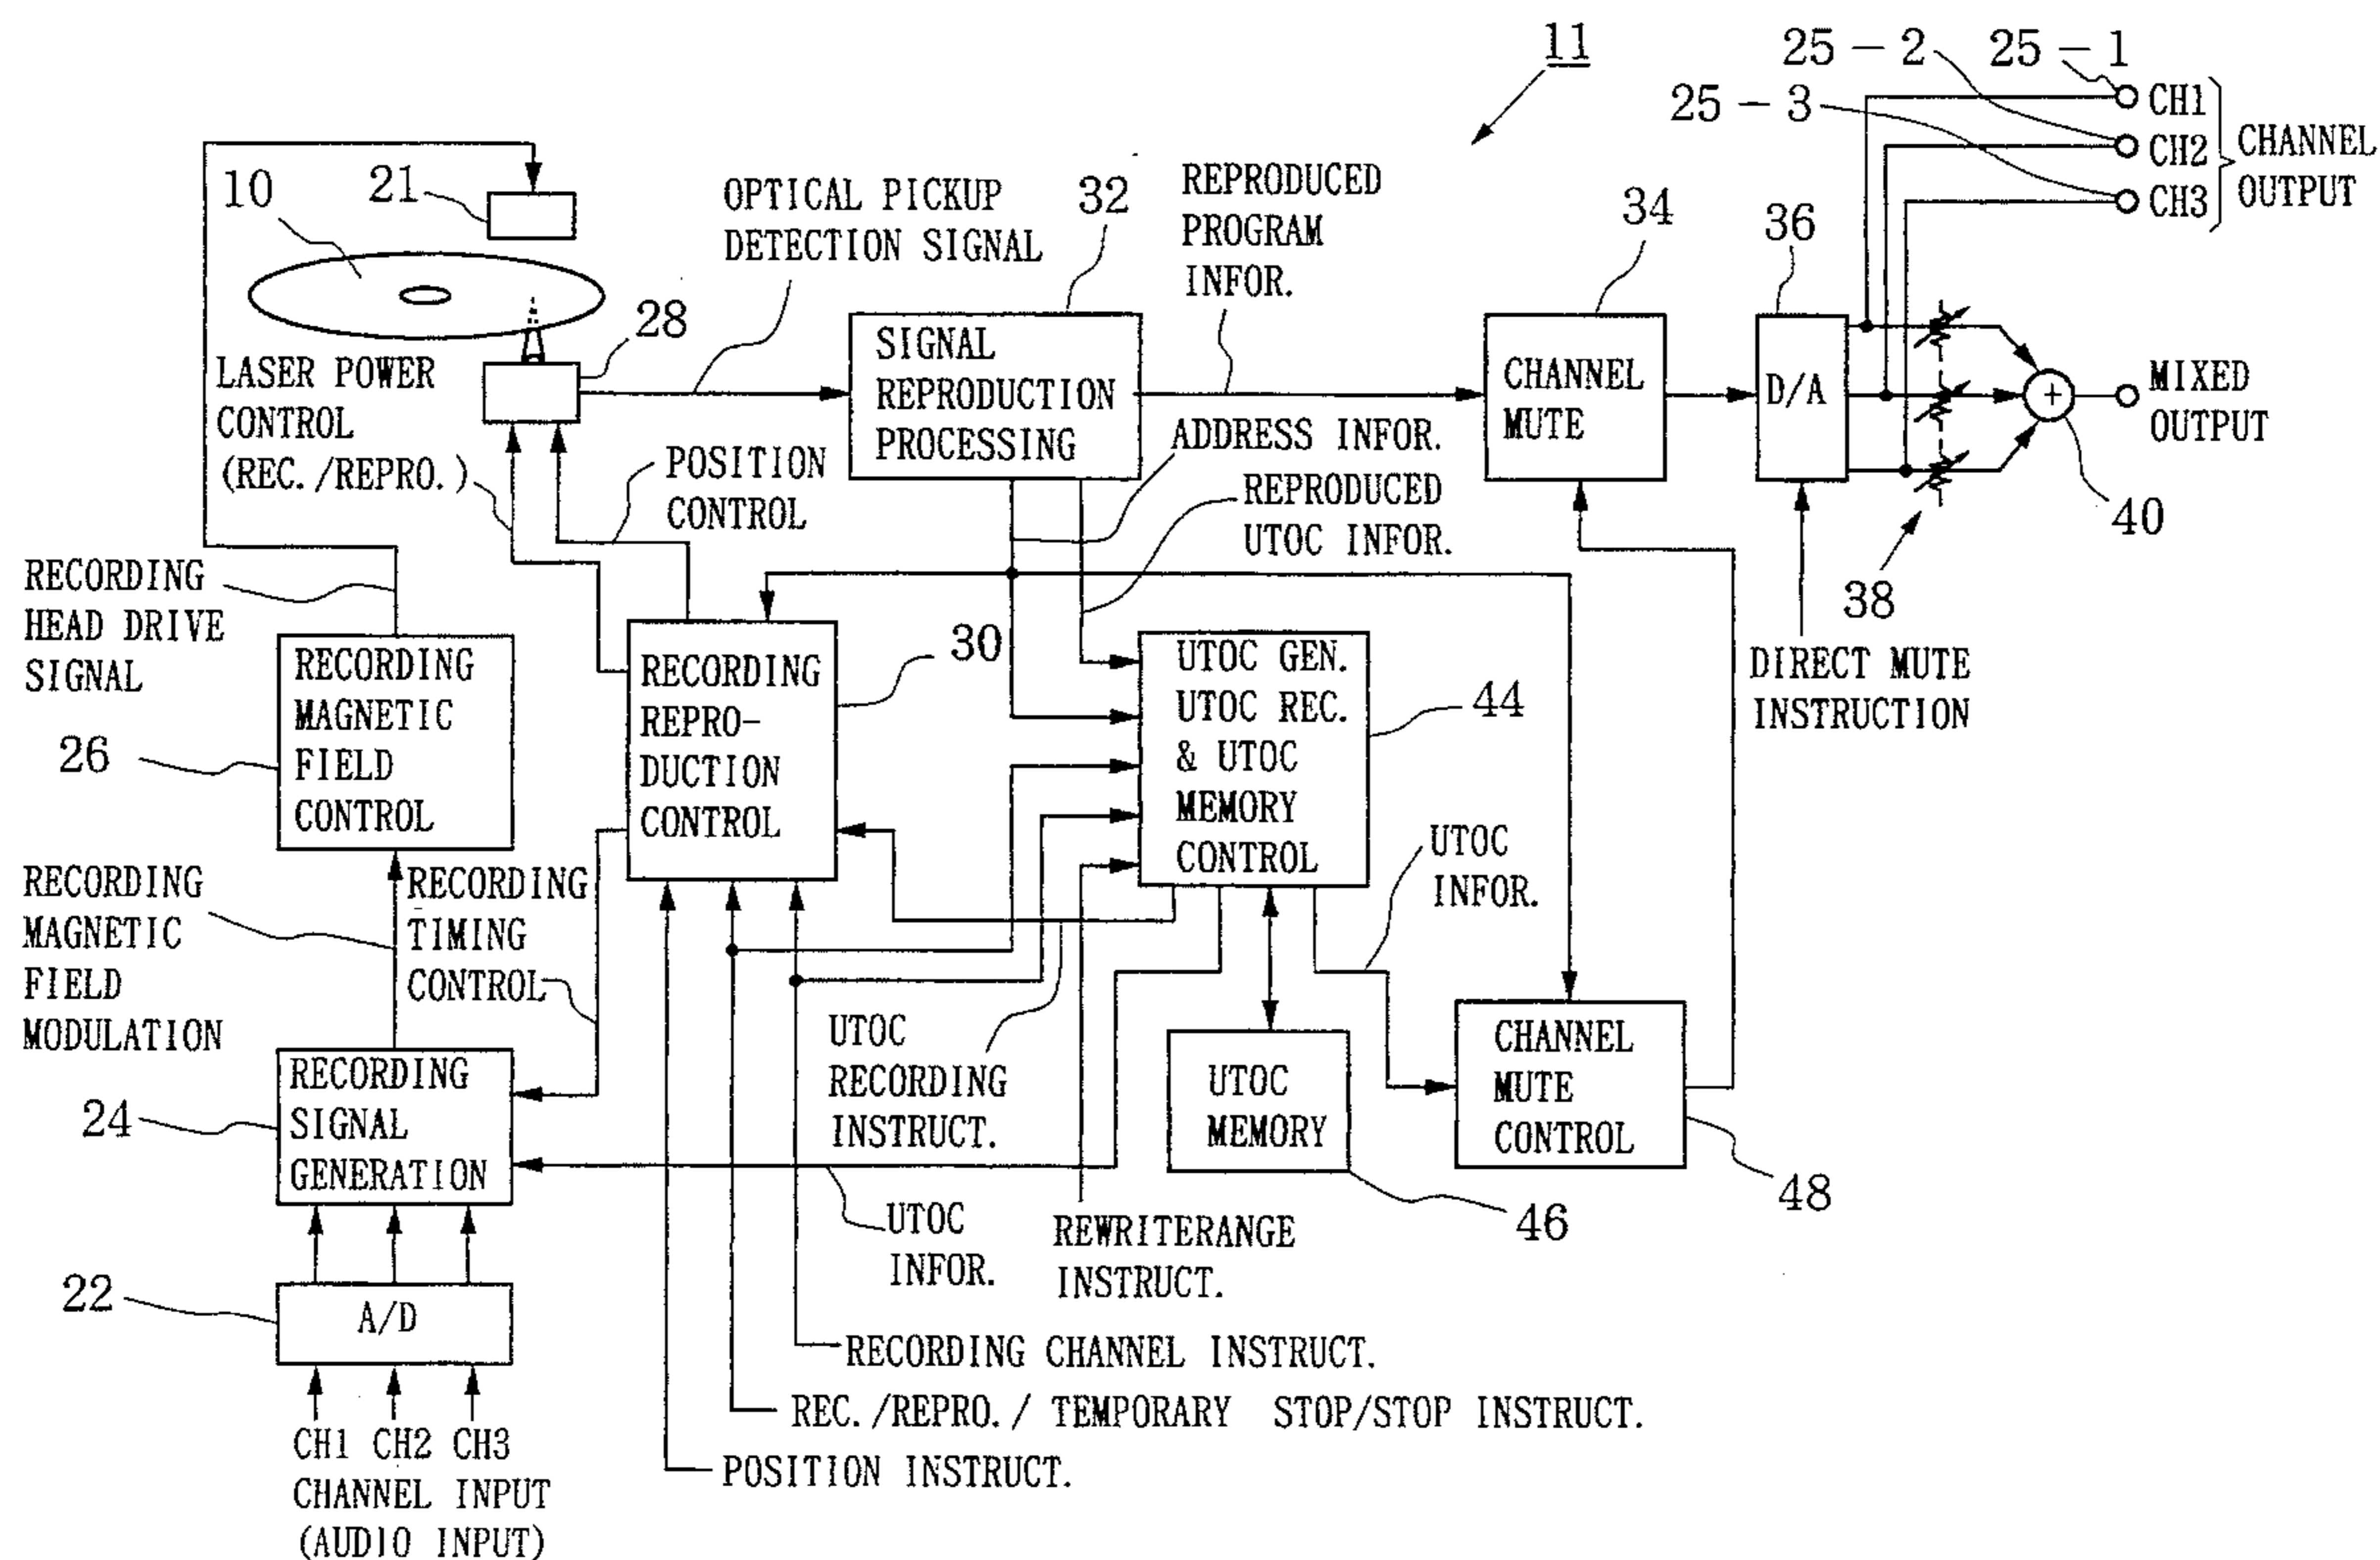 11
25-2
25-1
25-3
CH1
CH2
CH3
CHANNEL
OUTPUT
10
21
OPTICAL PICKUP
DETECTION SIGNAL
32
REPRODUCED
PROGRAM
INFOR.
34
36
28
LASER POWER
CONTROL
(REC./REPRO.)
POSITION
CONTROL
SIGNAL
REPRODUCTION
PROCESSING
ADDRESS INFOR.
REPRODUCED
UTOC INFOR.
CHANNEL
MUTE
D/A
+
MIXED
OUTPUT
40
38
DIRECT MUTE
INSTRUCTION
RECORDING
HEAD DRIVE
SIGNAL
RECORDING
MAGNETIC
FIELD
CONTROL
26
RECORDING
REPRO-
DUCTION
CONTROL
30
UTOC GEN.
UTOC REC.
& UTOC
MEMORY
CONTROL
44
UTOC
INFOR.
RECORDING
MAGNETIC
FIELD
MODULATION
RECORDING
TIMING
CONTROL
UTOC
RECORDING
INSTRUCT.
UTOC
MEMORY
46
CHANNEL
MUTE
CONTROL
48
RECORDING
SIGNAL
GENERATION
24
UTOC
INFOR.
REWRITERANGE
INSTRUCT.
22
A/D
RECORDING CHANNEL INSTRUCT.
REC./REPRO./ TEMPORARY STOP/STOP INSTRUCT.
POSITION INSTRUCT.
CH1 CH2 CH3
CHANNEL INPUT
(AUDIO INPUT)